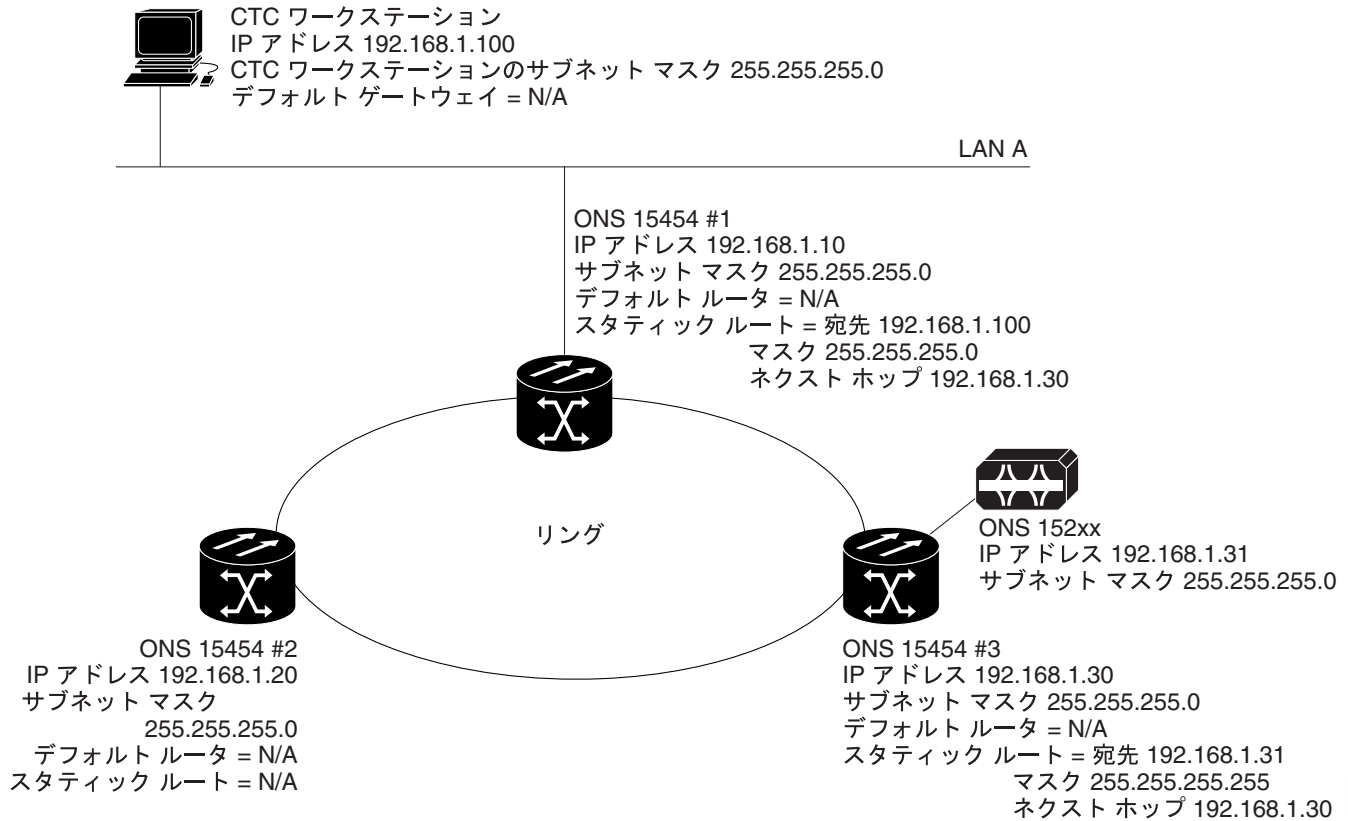 CTC ワークステーション
IP アドレス 192.168.1.100
CTC ワークステーションのサブネット マスク 255.255.255.0
デフォルト ゲートウェイ = N/A
LAN A
ONS 15454 #1
IP アドレス 192.168.1.10
サブネット マスク 255.255.255.0
デフォルト ルータ = N/A
スタティック ルート = 宛先 192.168.1.100
マスク 255.255.255.0
ネクスト ホップ 192.168.1.30
リング
ONS 152xx
IP アドレス 192.168.1.31
サブネット マスク 255.255.255.0
ONS 15454 #2
IP アドレス 192.168.1.20
サブネット マスク
255.255.255.0
デフォルト ルータ = N/A
スタティック ルート = N/A
ONS 15454 #3
IP アドレス 192.168.1.30
サブネット マスク 255.255.255.0
デフォルト ルータ = N/A
スタティック ルート = 宛先 192.168.1.31
マスク 255.255.255.255
ネクスト ホップ 192.168.1.30